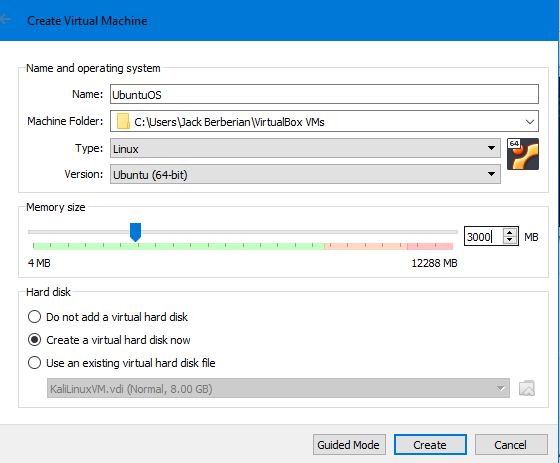 Create Virtual Machine
Name and operating system
Name: UbuntuOS
Machine Folder: C:\Users\Jack Berberian\VirtualBox VMs
Type: Linux
64
Version: Ubuntu (64-bit)
Memory size
3000 MB
4 MB 12288 MB
Hard disk
Do not add a virtual hard disk
Create a virtual hard disk now
Use an existing virtual hard disk file
KaliLinuxVM.vdi (Normal, 8.00 GB)
Guided Mode Create Cancel